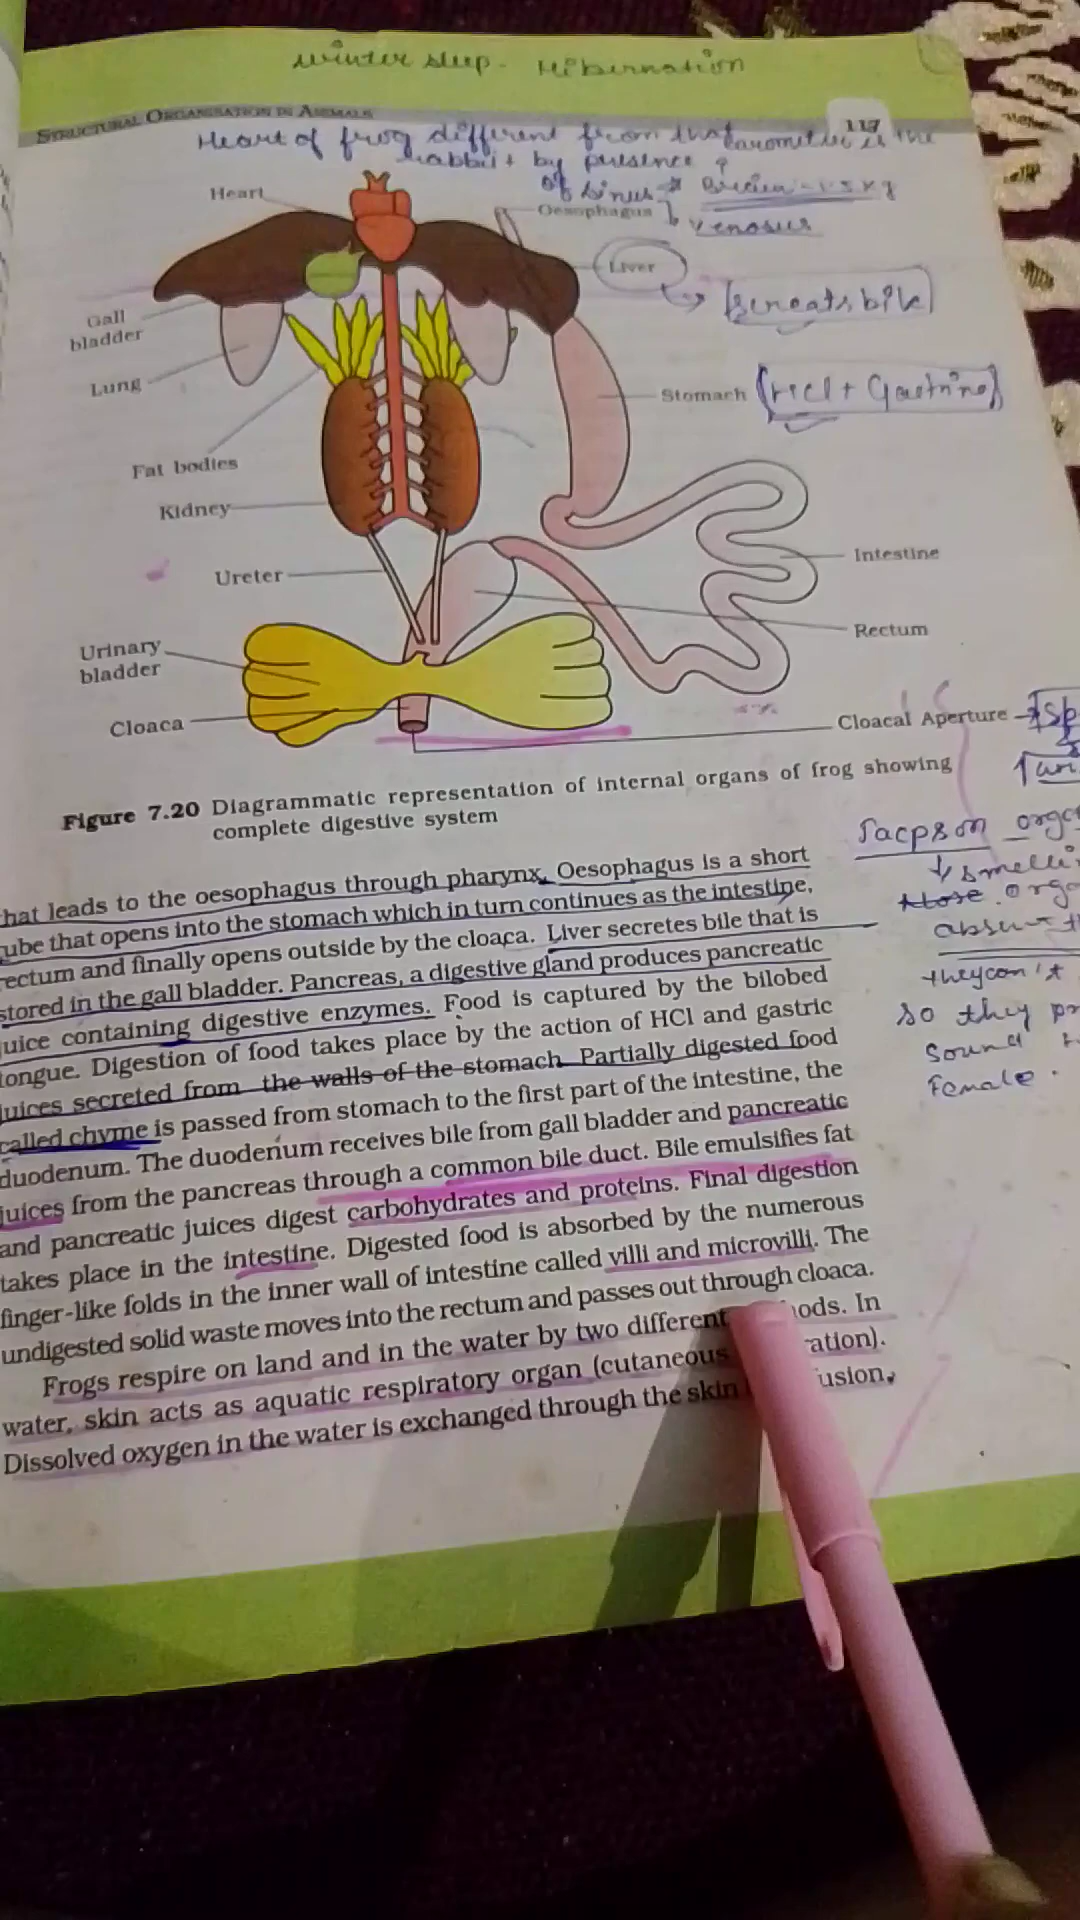 winter sleep. Hibernation
STRUCTURAL ORGANISATION IN ANIMALS
117
Heart of frog different from that
rabbit by presence
of sinus
venosus
Heart
Oesophagus
Liver
Gall
bladder
Lung
Stomach (HCl + Gastrine)
Fat bodies
Kidney
Intestine
Ureter
Rectum
Urinary
bladder
Cloaca
Cloacal Aperture
Figure 7.20 Diagrammatic representation of internal organs of frog showing
complete digestive system
hat leads to the oesophagus through pharynx. Oesophagus is a short
ube that opens into the stomach which in turn continues as the intestine,
rectum and finally opens outside by the cloaca. Liver secretes bile that is
stored in the gall bladder. Pancreas, a digestive gland produces pancreatic
juice containing digestive enzymes. Food is captured by the bilobed
tongue. Digestion of food takes place by the action of HCl and gastric
juices secreted from the walls of the stomach. Partially digested food
called chyme is passed from stomach to the first part of the intestine, the
duodenum. The duodenum receives bile from gall bladder and pancreatic
juices from the pancreas through a common bile duct. Bile emulsifies fat
and pancreatic juices digest carbohydrates and proteins. Final digestion
takes place in the intestine. Digested food is absorbed by the numerous
finger-like folds in the inner wall of intestine called villi and microvilli. The
undigested solid waste moves into the rectum and passes out through cloaca.
Frogs respire on land and in the water by two different ods. In
water, skin acts as aquatic respiratory organ (cutaneous ration).
Dissolved oxygen in the water is exchanged through the skin usion.
Jacpson orga
smelli
Nose orga
absen
they con't
so they pr
Sound
Female.